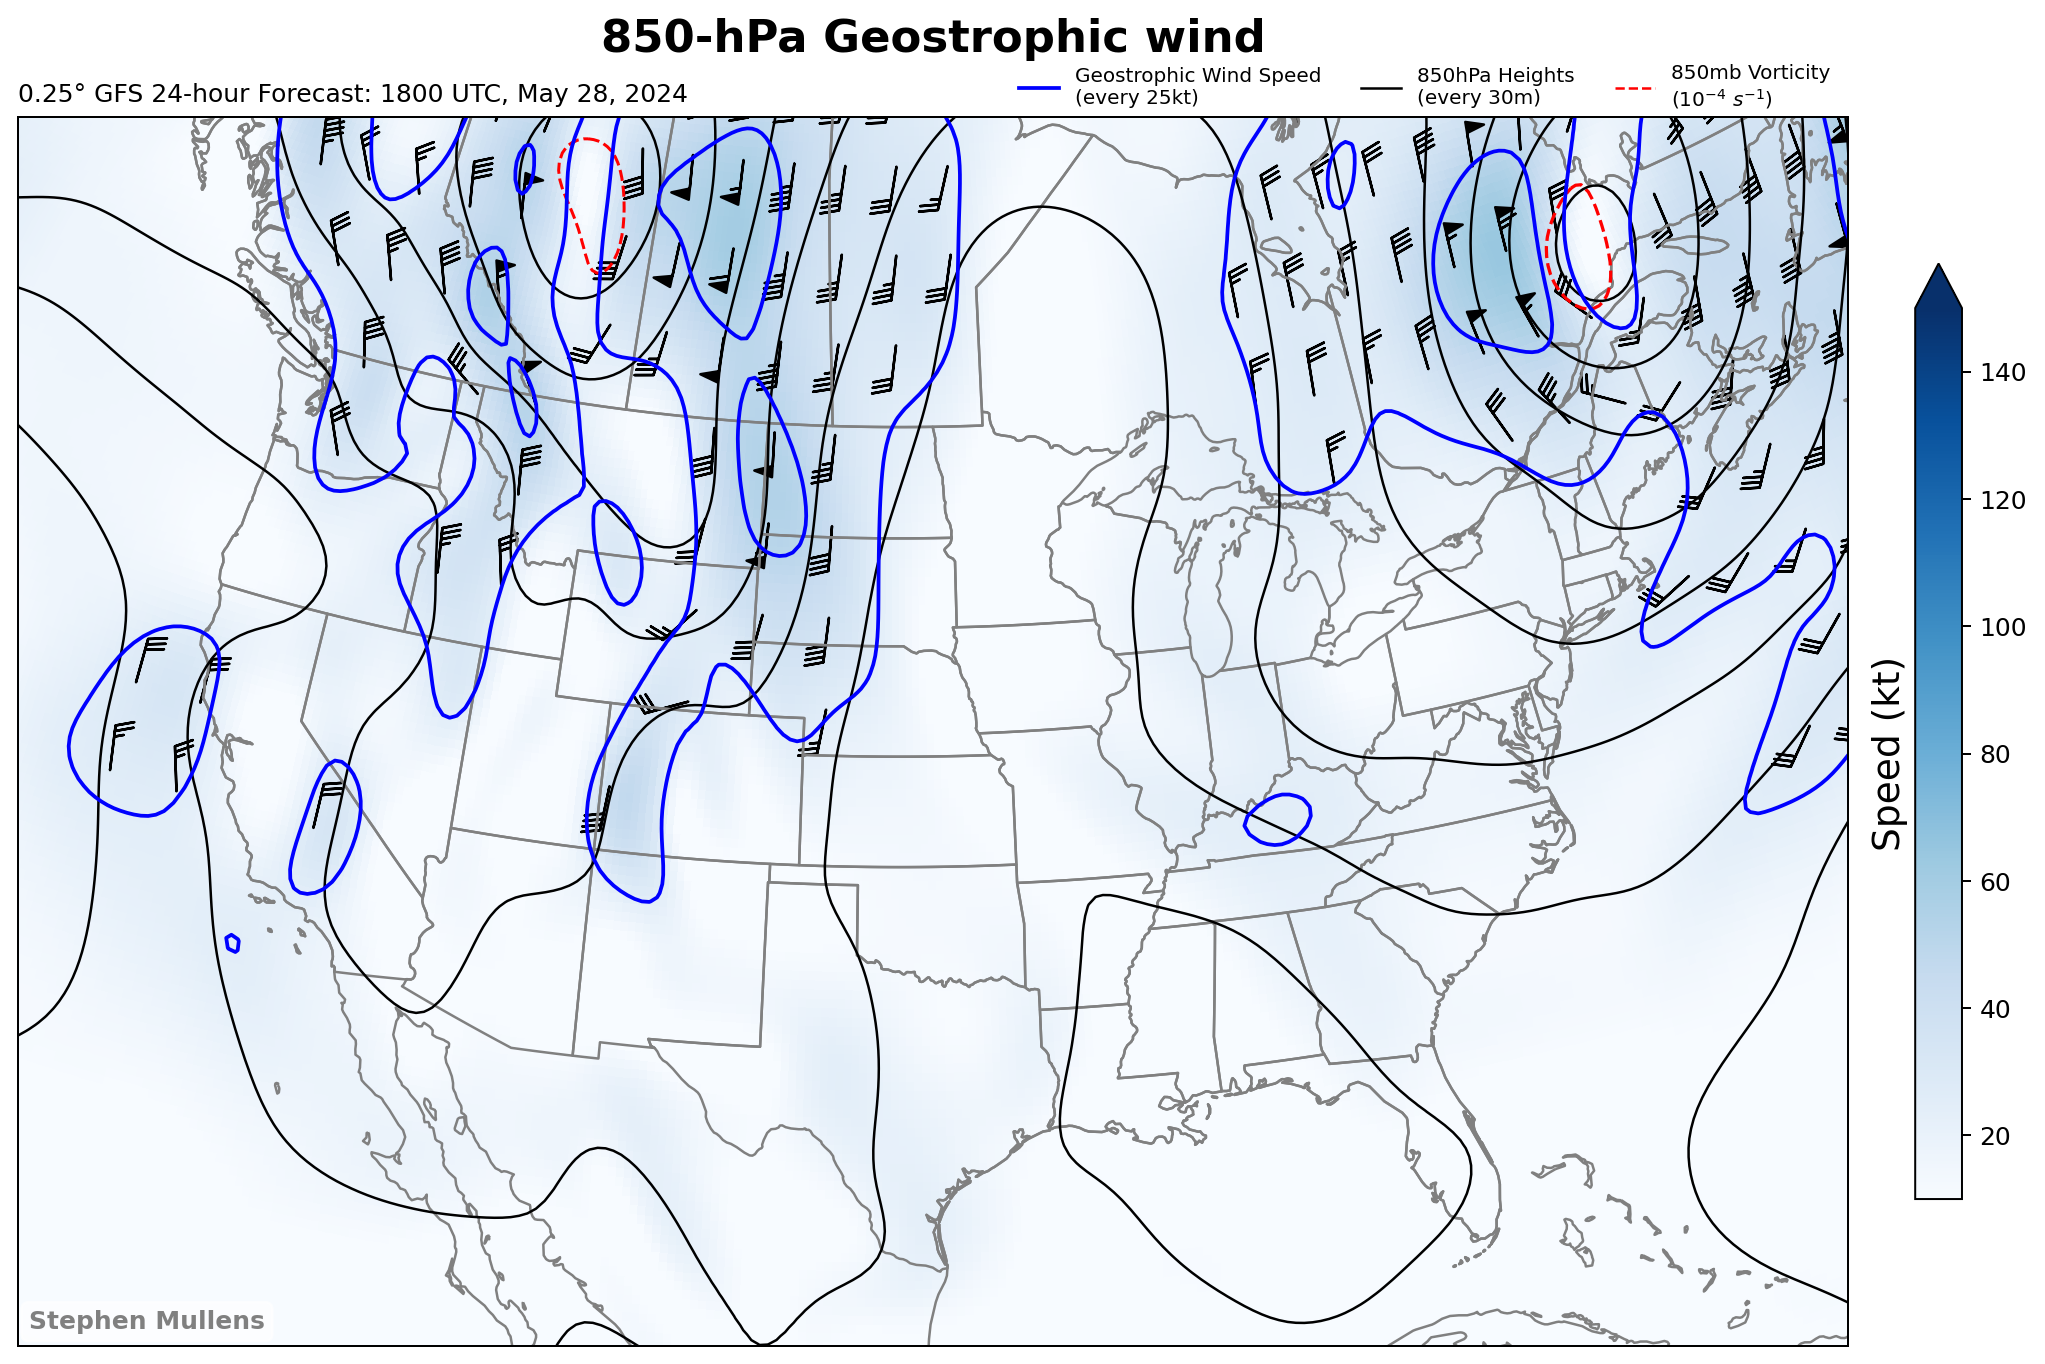 850-hPa Geostrophic wind
0.25° GFS 24-hour Forecast: 1800 UTC, May 28, 2024
Geostrophic Wind Speed
(every 25kt)
850hPa Heights
(every 30m)
850mb Vorticity
(10⁻⁴ s⁻¹)
140
120
100
80
60
40
20
Speed (kt)
Stephen Mullens